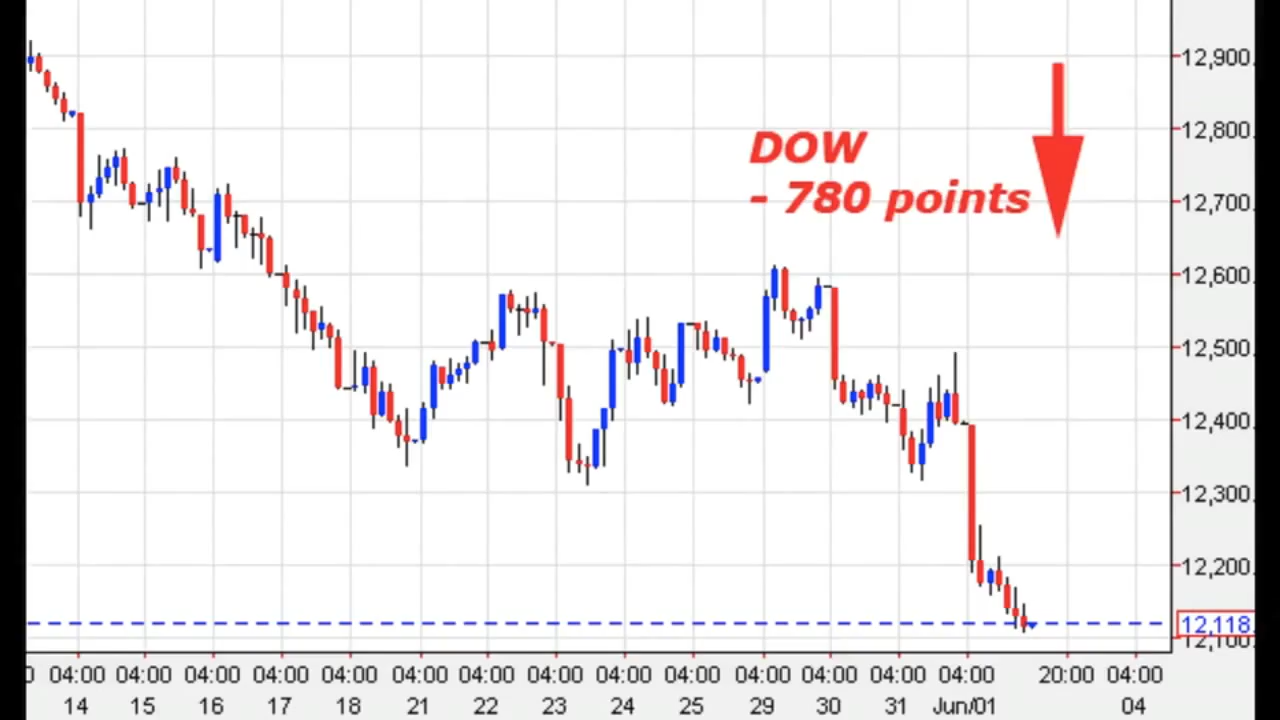 12,900.
12,800.
DOW
- 780 points
12,700.
12,600.
12,500.
12,400.
12,300.
12,200.
12,118.
12,100.
0 04:00 04:00 04:00 04:00 04:00 04:00 04:00 04:00 04:00 04:00 04:00 04:00 04:00 04:00 20:00 04:00
14 15 16 17 18 21 22 23 24 25 29 30 31 Jun/01 04